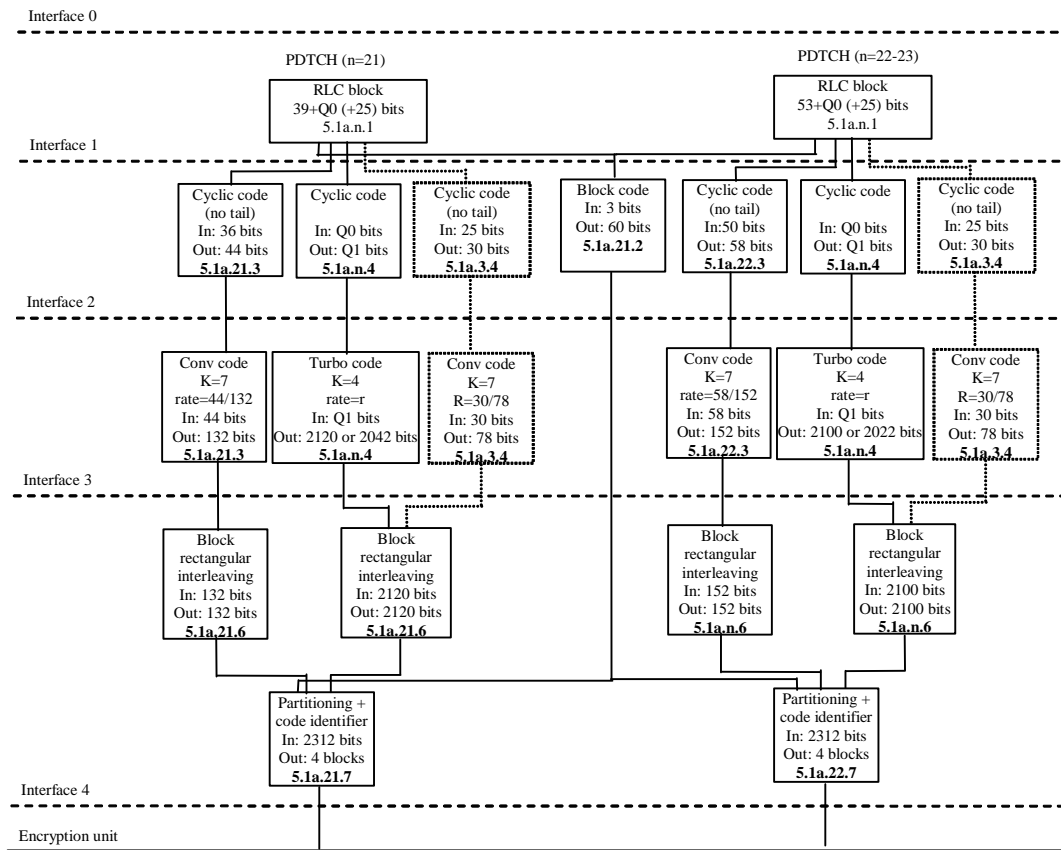 Interface 0
PDTCH (n=21)
PDTCH (n=22-23)
RLC block
39+Q0 (+25) bits
5.1a.n.1
RLC block
53+Q0 (+25) bits
5.1a.n.1
Interface 1
Cyclic code
(no tail)
In: 36 bits
Out: 44 bits
5.1a.21.3
Cyclic code
In: Q0 bits
Out: Q1 bits
5.1a.n.4
Cyclic code
(no tail)
In: 25 bits
Out: 30 bits
5.1a.3.4
Block code
In: 3 bits
Out: 60 bits
5.1a.21.2
Cyclic code
(no tail)
In:50 bits
Out: 58 bits
5.1a.22.3
Cyclic code
In: Q0 bits
Out: Q1 bits
5.1a.n.4
Cyclic code
(no tail)
In: 25 bits
Out: 30 bits
5.1a.3.4
Interface 2
Conv code
K=7
rate=44/132
In: 44 bits
Out: 132 bits
5.1a.21.3
Turbo code
K=4
rate=r
In: Q1 bits
Out: 2120 or 2042 bits
5.1a.n.4
Conv code
K=7
R=30/78
In: 30 bits
Out: 78 bits
5.1a.3.4
Conv code
K=7
rate=58/152
In: 58 bits
Out: 152 bits
5.1a.22.3
Turbo code
K=4
rate=r
In: Q1 bits
Out: 2100 or 2022 bits
5.1a.n.4
Conv code
K=7
R=30/78
In: 30 bits
Out: 78 bits
5.1a.3.4
Interface 3
Block
rectangular
interleaving
In: 132 bits
Out: 132 bits
5.1a.21.6
Block
rectangular
interleaving
In: 2120 bits
Out: 2120 bits
5.1a.21.6
Block
rectangular
interleaving
In: 152 bits
Out: 152 bits
5.1a.n.6
Block
rectangular
interleaving
In: 2100 bits
Out: 2100 bits
5.1a.n.6
Partitioning +
code identifier
In: 2312 bits
Out: 4 blocks
5.1a.21.7
Partitioning +
code identifier
In: 2312 bits
Out: 4 blocks
5.1a.22.7
Interface 4
Encryption unit